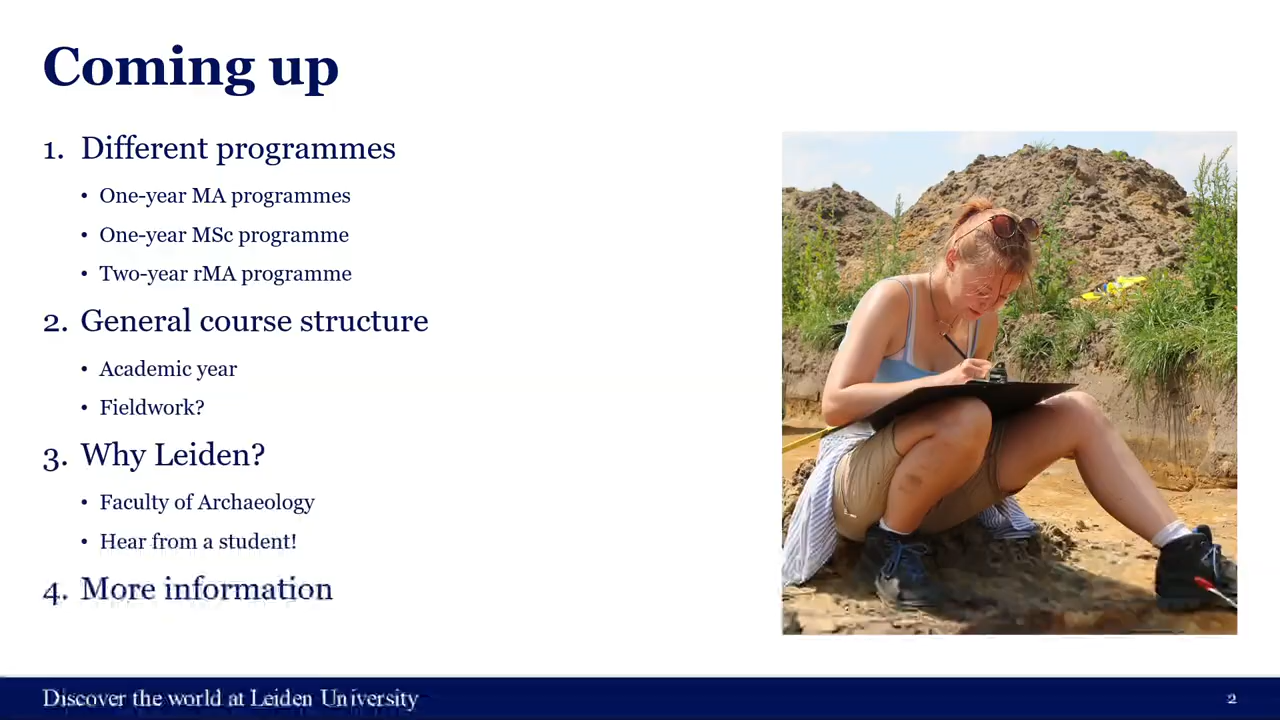 Coming up
1. Different programmes
• One-year MA programmes
• One-year MSc programme
• Two-year rMA programme
2. General course structure
• Academic year
• Fieldwork?
3. Why Leiden?
• Faculty of Archaeology
• Hear from a student!
4. More information
Discover the world at Leiden University
2